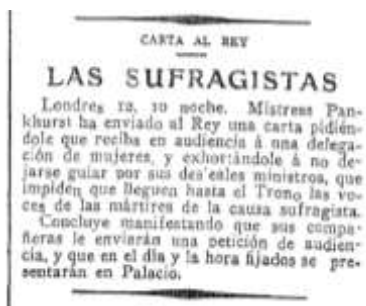 CARTA AL REY
LAS SUFRAGISTAS
Londres 12, 10 noche. Mistress Pan-
khurst ha enviado al Rey una carta pidién-
dole que reciba en audiencia á una delega-
ción de mujeres, y exhortándole á no de-
jarse guiar por sus desleales ministros, que
impiden que lleguen hasta el Trono las vo-
ces de las mártires de la causa sufragista.
Concluye manifestando que sus compa-
ñeras le enviarán una petición de audien-
cia, y que en el día y la hora fijados se pre-
sentarán en Palacio.